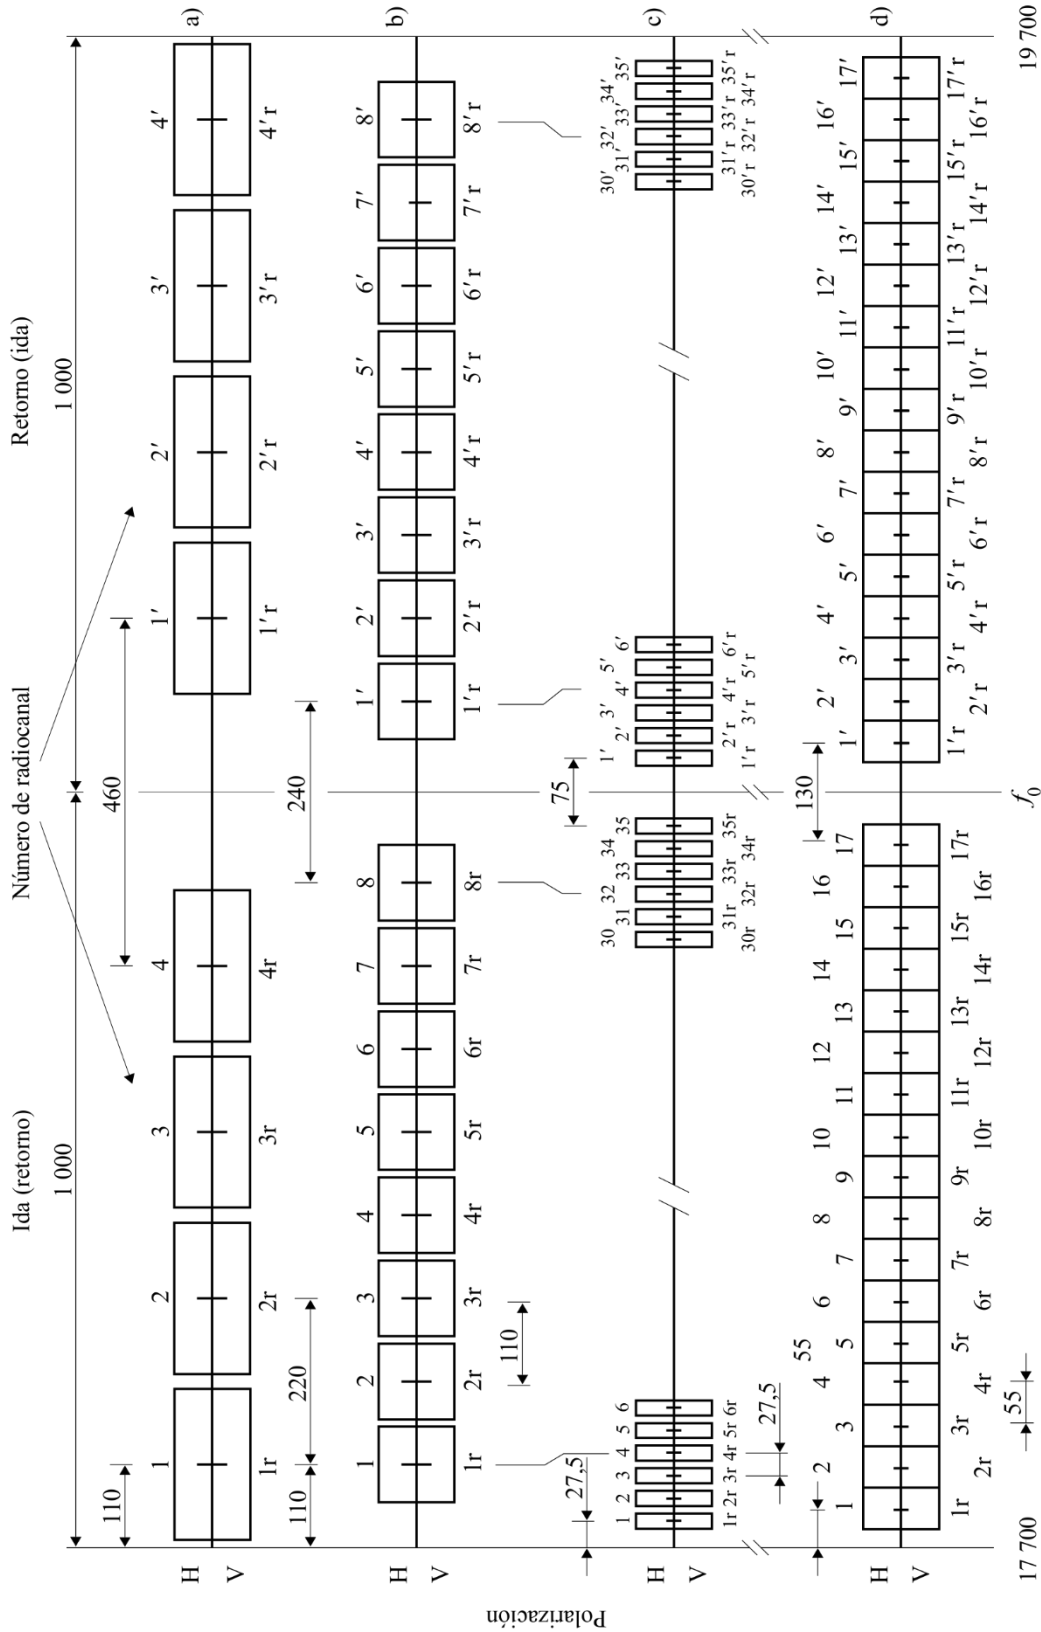 Ida (retorno) Número de radiocanal Retorno (ida)
1 000 1 000
110 460
a)
1 2 3 4 1′ 2′ 3′ 4′
H
V
1r 2r 3r 4r 1′r 2′r 3′r 4′r
110 220 240
b)
1 2 3 4 5 6 7 8 1′ 2′ 3′ 4′ 5′ 6′ 7′ 8′
H
V
1r 2r 3r 4r 5r 6r 7r 8r 1′r 2′r 3′r 4′r 5′r 6′r 7′r 8′r
110
27,5 75
c)
1 2 3 4 5 6 30 31 32 33 34 35 1′ 2′ 3′ 4′ 5′ 6′ 30′ 31′ 32′ 33′ 34′ 35′
H
V
1r 2r 3r 4r 5r 6r 30r 31r 32r 33r 34r 35r 1′r 2′r 3′r 4′r 5′r 6′r 30′r 31′r 32′r 33′r 34′r 35′r
27,5
55 130
d)
1 2 3 4 5 6 7 8 9 10 11 12 13 14 15 16 17 1′ 2′ 3′ 4′ 5′ 6′ 7′ 8′ 9′ 10′ 11′ 12′ 13′ 14′ 15′ 16′ 17′
H
V
1r 2r 3r 4r 5r 6r 7r 8r 9r 10r 11r 12r 13r 14r 15r 16r 17r 1′r 2′r 3′r 4′r 5′r 6′r 7′r 8′r 9′r 10′r 11′r 12′r 13′r 14′r 15′r 16′r 17′r
55
17 700 f0 19 700
Polarización